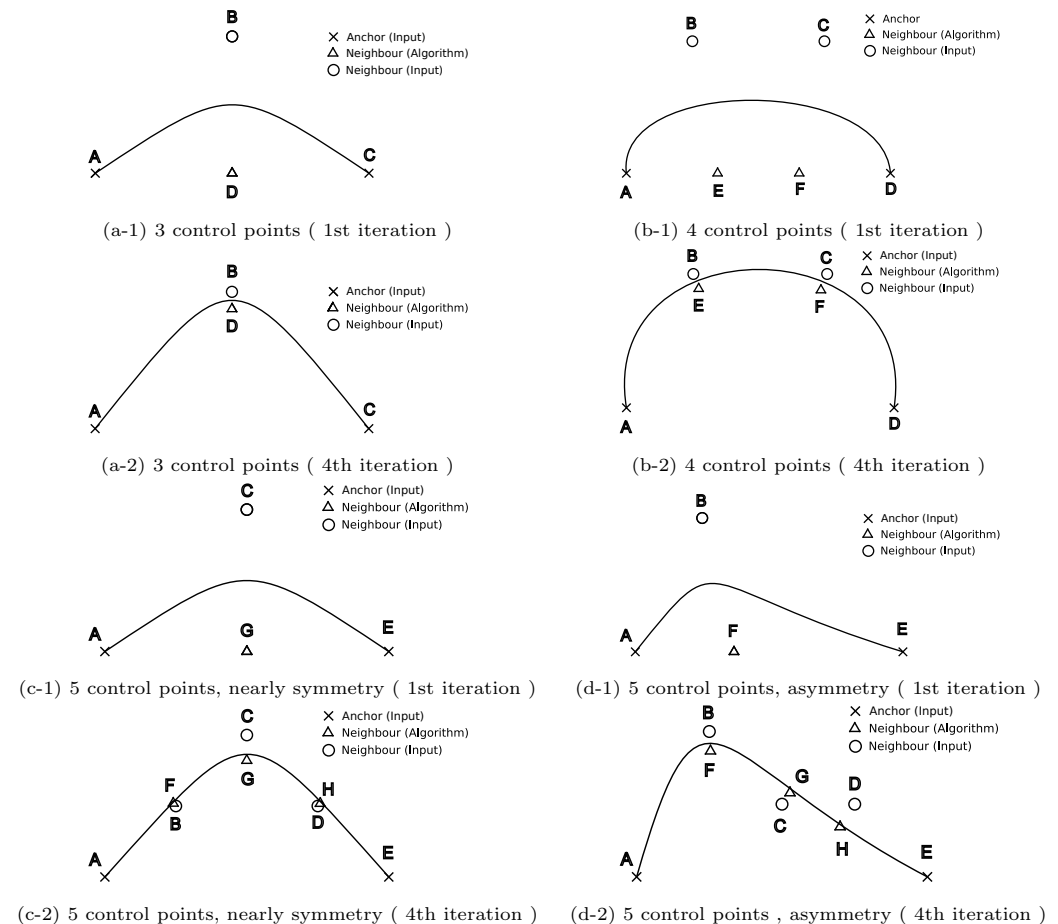 B
Anchor (Input)
Neighbour (Algorithm)
Neighbour (Input)
A
C
D
(a-1) 3 control points ( 1st iteration )
B
C
Anchor
Neighbour (Algorithm)
Neighbour (Input)
A
E
F
D
(b-1) 4 control points ( 1st iteration )
B
Anchor (Input)
Neighbour (Algorithm)
Neighbour (Input)
D
A
C
(a-2) 3 control points ( 4th iteration )
B
C
Anchor (Input)
Neighbour (Algorithm)
Neighbour (Input)
E
F
A
D
(b-2) 4 control points ( 4th iteration )
C
Anchor (Input)
Neighbour (Algorithm)
Neighbour (Input)
A
G
E
(c-1) 5 control points, nearly symmetry ( 1st iteration )
B
Anchor (Input)
Neighbour (Algorithm)
Neighbour (Input)
A
F
E
(d-1) 5 control points, asymmetry ( 1st iteration )
C
Anchor (Input)
Neighbour (Algorithm)
Neighbour (Input)
G
F
H
B
D
A
E
(c-2) 5 control points, nearly symmetry ( 4th iteration )
B
Anchor (Input)
Neighbour (Algorithm)
Neighbour (Input)
F
G
D
C
H
A
E
(d-2) 5 control points , asymmetry ( 4th iteration )